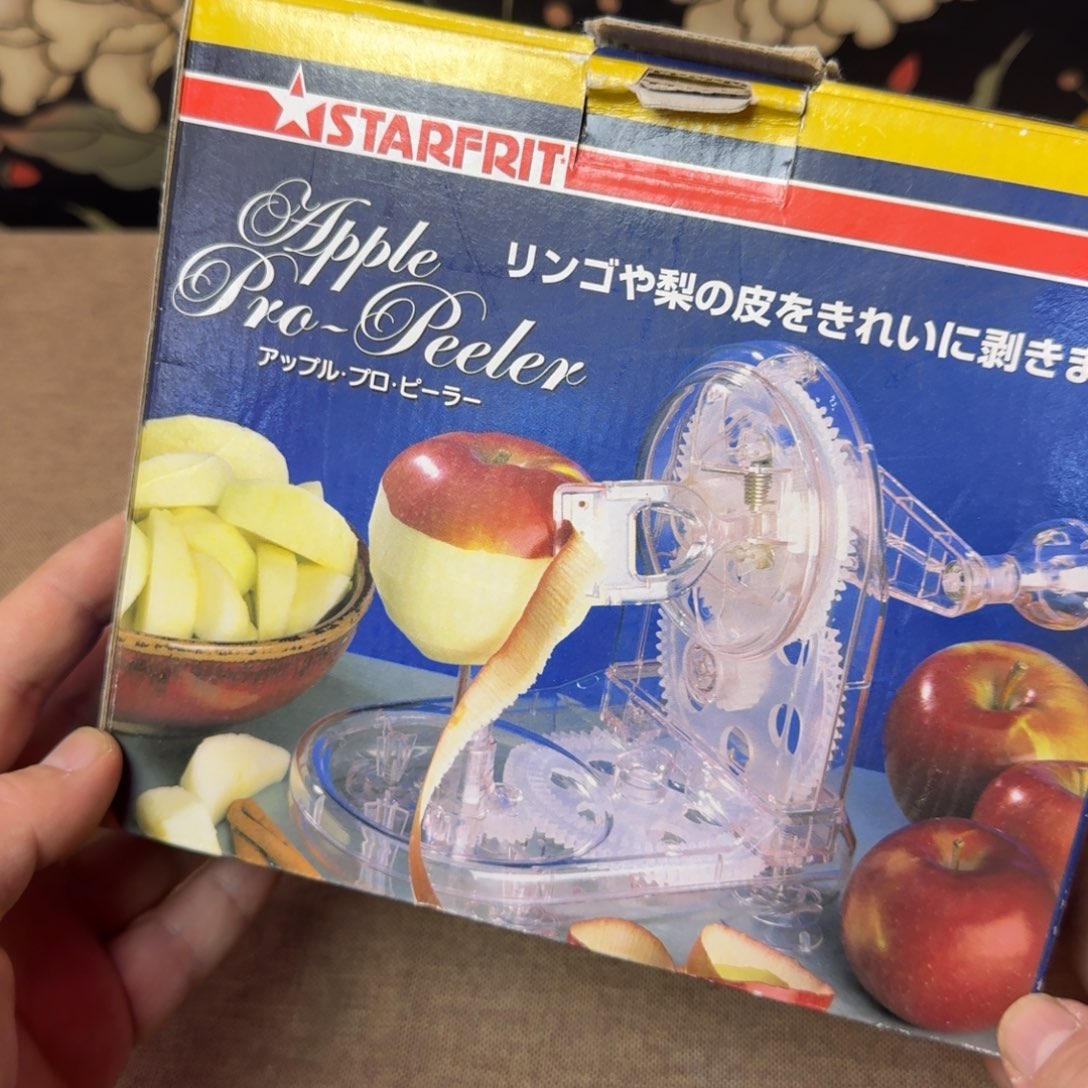 STARFRIT
Apple
Pro-Peeler
アップル・プロ・ピーラー
リンゴや梨の皮をきれいに剥きま